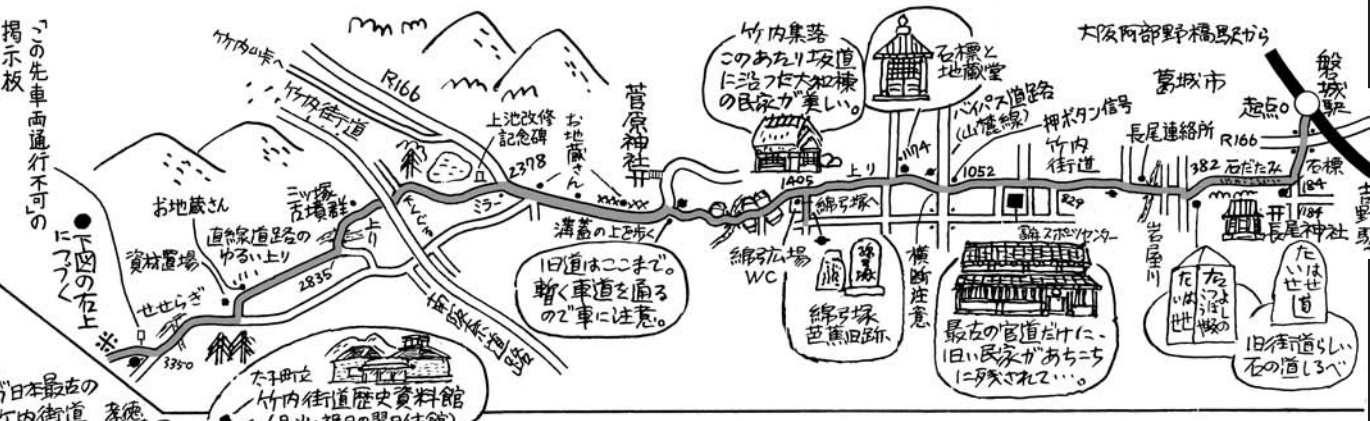 大阪阿部野橋駅から
磐城駅
起点
葛城市
R166
石標
184
184
長尾神社
石だたみ
382
長尾連絡所
岩屋川
829
竹内
街道
押ボタン信号
バイパス道路
(山麓線)
1052
1174
石標と
地蔵堂
横断注意
上り
1405
綿弓塚へ
綿弓広場
WC
綿弓塚
芭蕉旧跡
最古の官道だけに、
旧い民家があちこち
に残されて…。
旧街道らしい
石の道しるべ
竹内集落
このあたり坂道
に沿った大和棟
の民家が美しい。
菅原神社
溝蓋の上を歩く
旧道はここまで。
暫く車道を通る
ので車に注意。
お地蔵さん
ミラー
2378
上池改修
記念碑
R166
竹内峠へ
竹内街道
南阪奈道路
上り
三ツ塚
古墳群
2835
直線道路の
ゆるい上り
お地蔵さん
資材置場
せせらぎ
3350
「この先車両通行不可」の
掲示板
下図の右上
につづく
太子町立
竹内街道歴史資料館
日本最古の
竹内街道